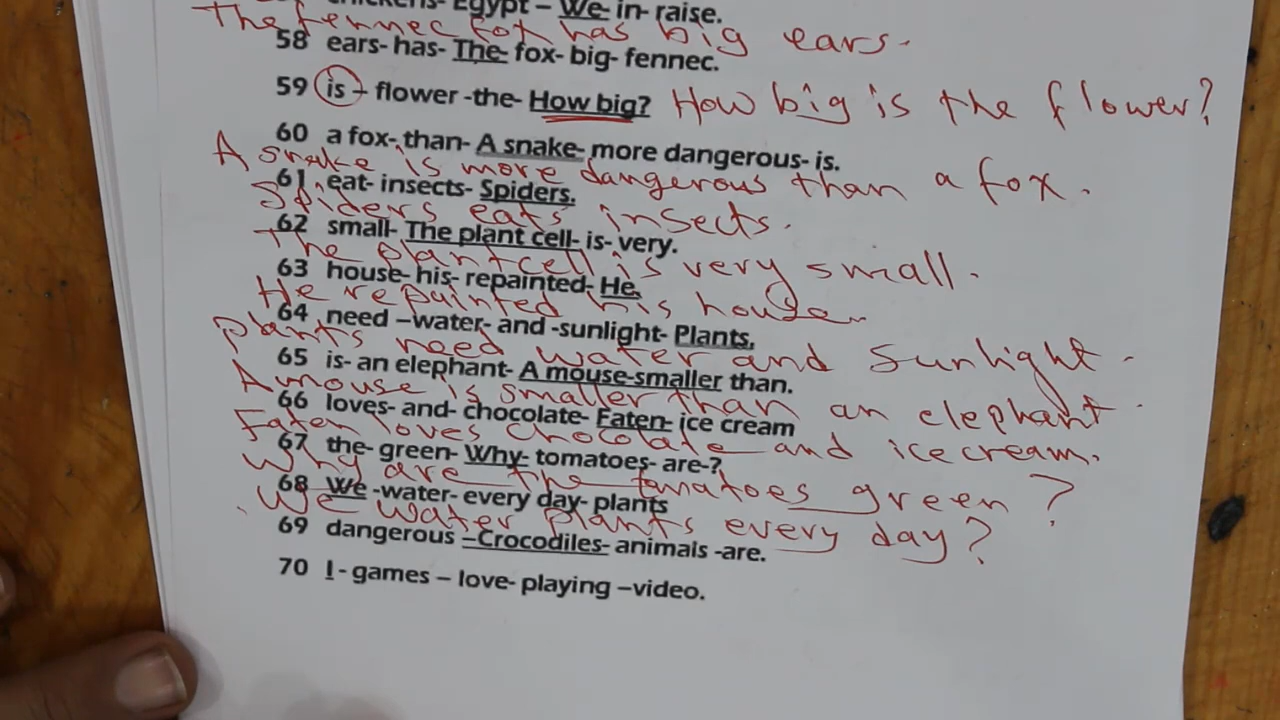 chickens- Egypt – We- in- raise.
The fennec fox has big ears.
58 ears- has- The- fox- big- fennec.
59 is – flower -the- How big? How big is the flower?
60 a fox- than- A snake- more dangerous- is.
A snake is more dangerous than a fox.
61 eat- insects- Spiders.
Spiders eats insects.
62 small- The plant cell- is- very.
The plant cell is very small.
63 house- his- repainted- He.
He repainted his house.
64 need –water- and -sunlight- Plants.
plants need water and sunlight.
65 is- an elephant- A mouse-smaller than.
A mouse is smaller than an elephant.
66 loves- and- chocolate- Faten- ice cream
Faten loves chocolate and ice cream.
67 the- green- Why- tomatoes- are-?
Why are the tomatoes green?
68 We -water- every day- plants
We water plants every day?
69 dangerous –Crocodiles- animals -are.
70 I - games – love- playing –video.